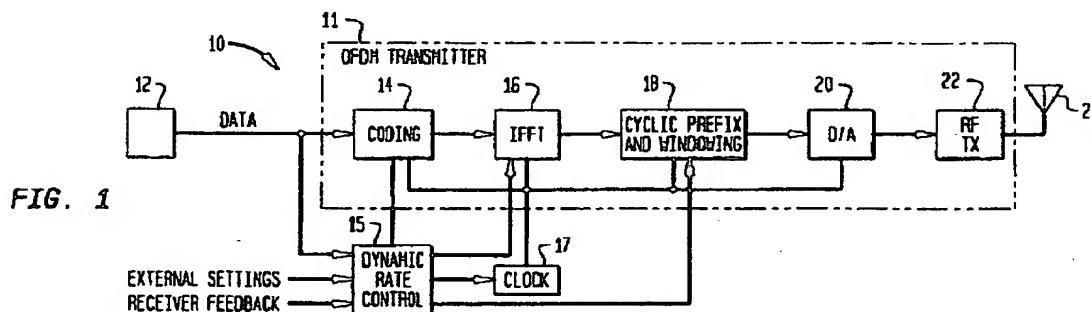 11
10
OFDM TRANSMITTER
12
14
16
18
20
22
2
DATA
CODING
IFFT
CYCLIC PREFIX
AND WINDOWING
D/A
RF
TX
FIG. 1
15
17
DYNAMIC
RATE
CONTROL
CLOCK
EXTERNAL SETTINGS
RECEIVER FEEDBACK